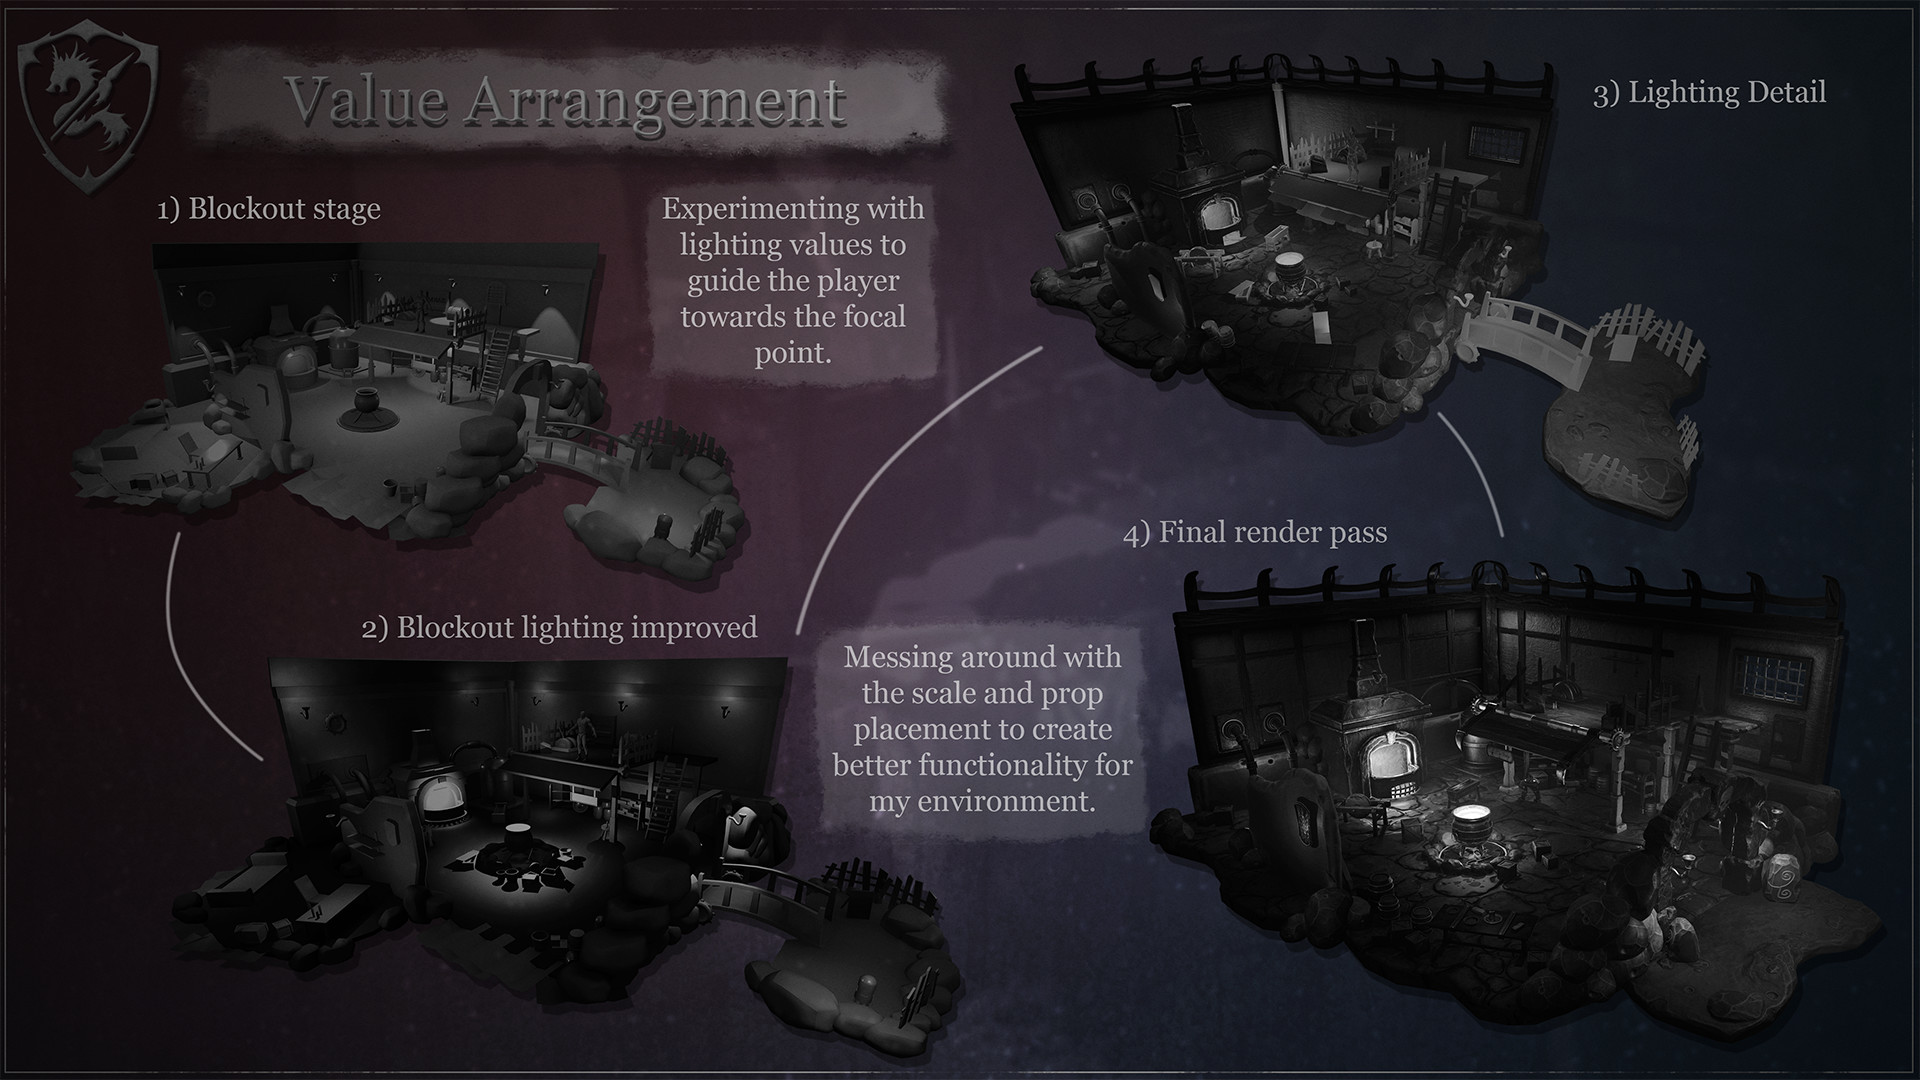 Value Arrangement
1) Blockout stage
Experimenting with
lighting values to
guide the player
towards the focal
point.
2) Blockout lighting improved
Messing around with
the scale and prop
placement to create
better functionality for
my environment.
3) Lighting Detail
4) Final render pass